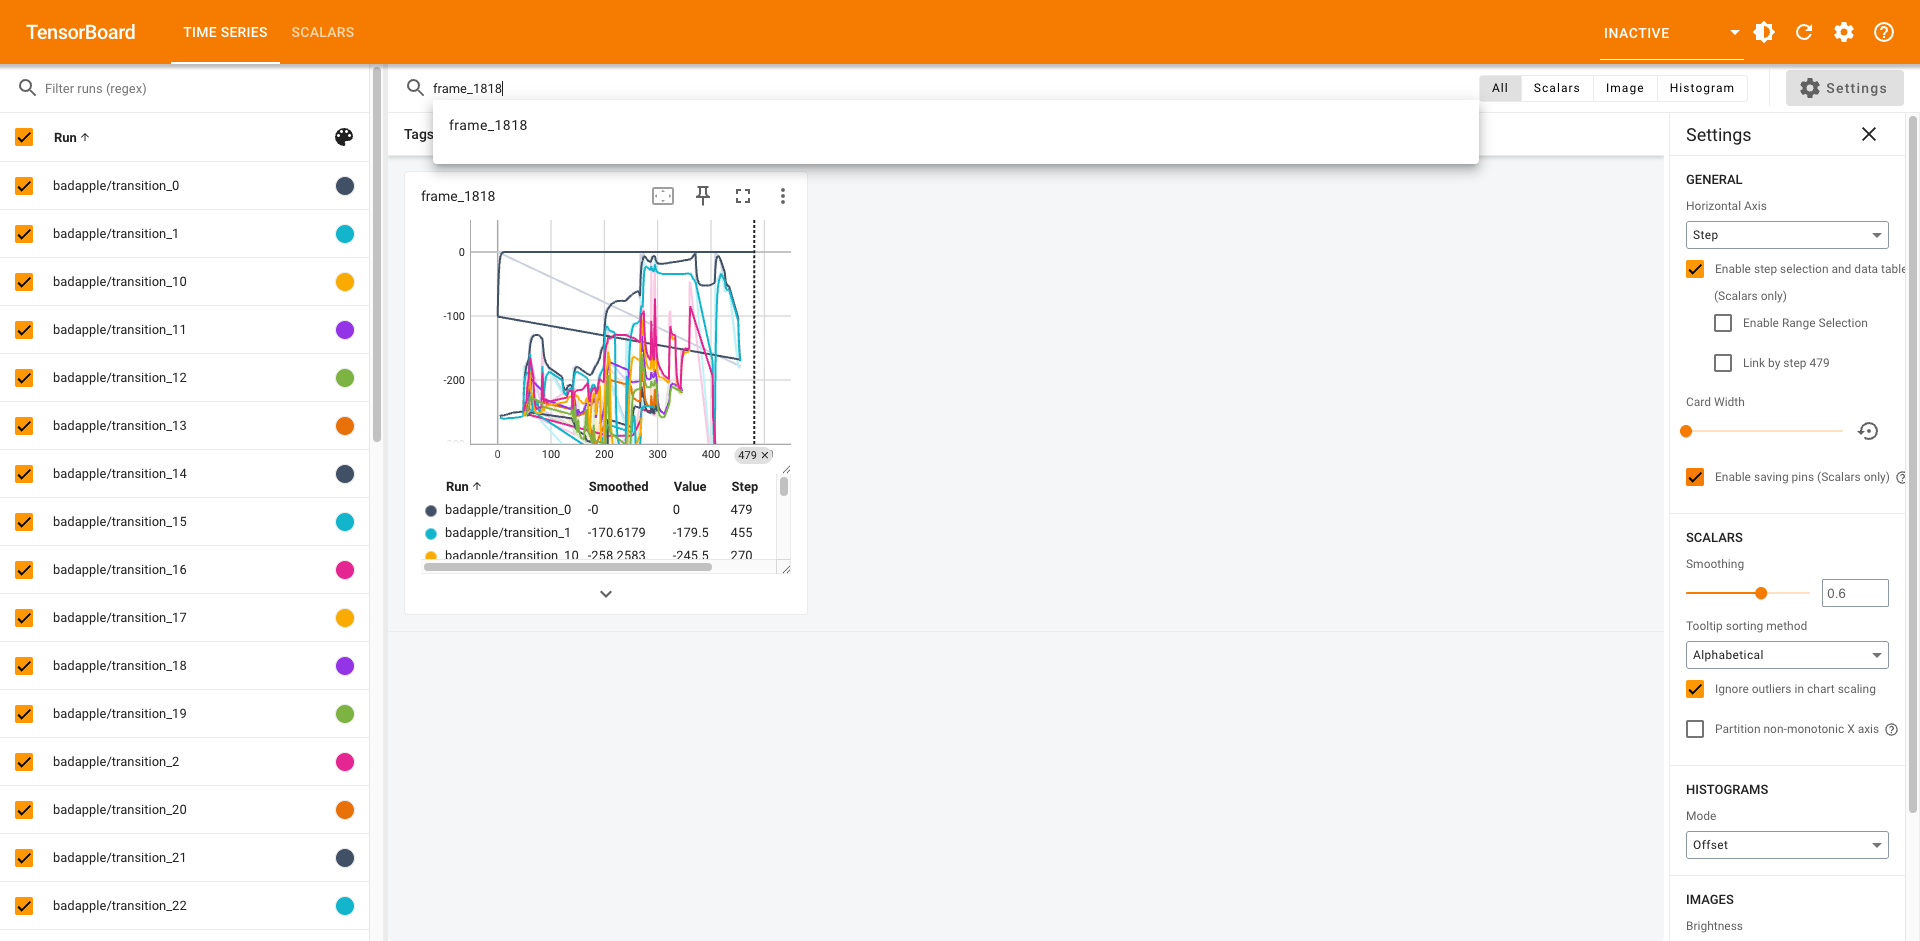 TensorBoard
TIME SERIES
SCALARS
INACTIVE
Filter runs (regex)
frame_1818
All
Scalars
Image
Histogram
Settings
frame_1818
Tags
Run
badapple/transition_0
badapple/transition_1
badapple/transition_10
badapple/transition_11
badapple/transition_12
badapple/transition_13
badapple/transition_14
badapple/transition_15
badapple/transition_16
badapple/transition_17
badapple/transition_18
badapple/transition_19
badapple/transition_2
badapple/transition_20
badapple/transition_21
badapple/transition_22
frame_1818
0
-100
-200
0 100 200 300 400 479
Run Smoothed Value Step
badapple/transition_0 -0 0 479
badapple/transition_1 -170.6179 -179.5 455
badapple/transition_10 -258.2583 -245.5 270
Settings
GENERAL
Horizontal Axis
Step
Enable step selection and data table
(Scalars only)
Enable Range Selection
Link by step 479
Card Width
Enable saving pins (Scalars only)
SCALARS
Smoothing
0.6
Tooltip sorting method
Alphabetical
Ignore outliers in chart scaling
Partition non-monotonic X axis
HISTOGRAMS
Mode
Offset
IMAGES
Brightness